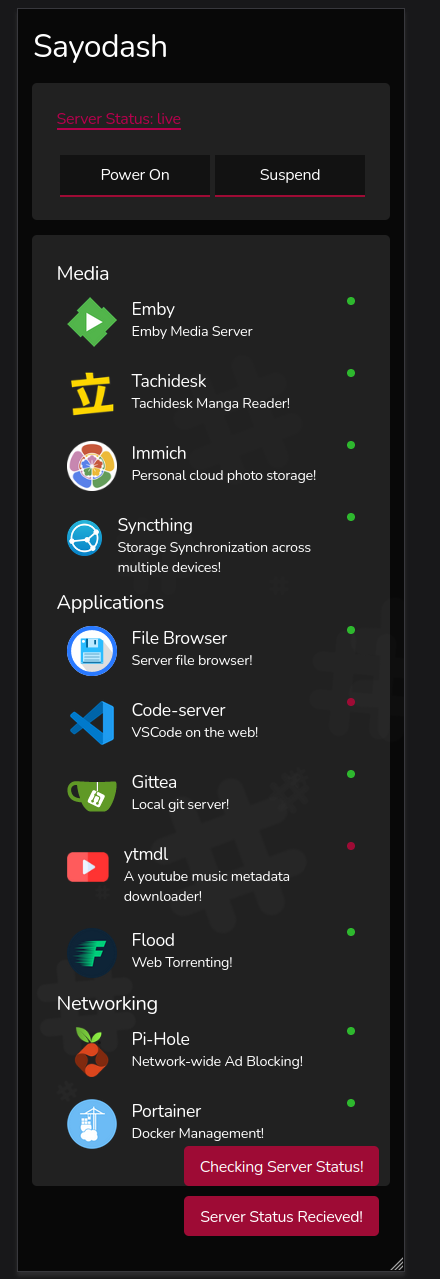 Sayodash
Server Status: live
Power On
Suspend
Media
Emby
Emby Media Server
立
Tachidesk
Tachidesk Manga Reader!
Immich
Personal cloud photo storage!
Syncthing
Storage Synchronization across
multiple devices!
Applications
File Browser
Server file browser!
Code-server
VSCode on the web!
Gittea
Local git server!
ytmdl
A youtube music metadata
downloader!
Flood
Web Torrenting!
Networking
Pi-Hole
Network-wide Ad Blocking!
Portainer
Docker Management!
Checking Server Status!
Server Status Recieved!